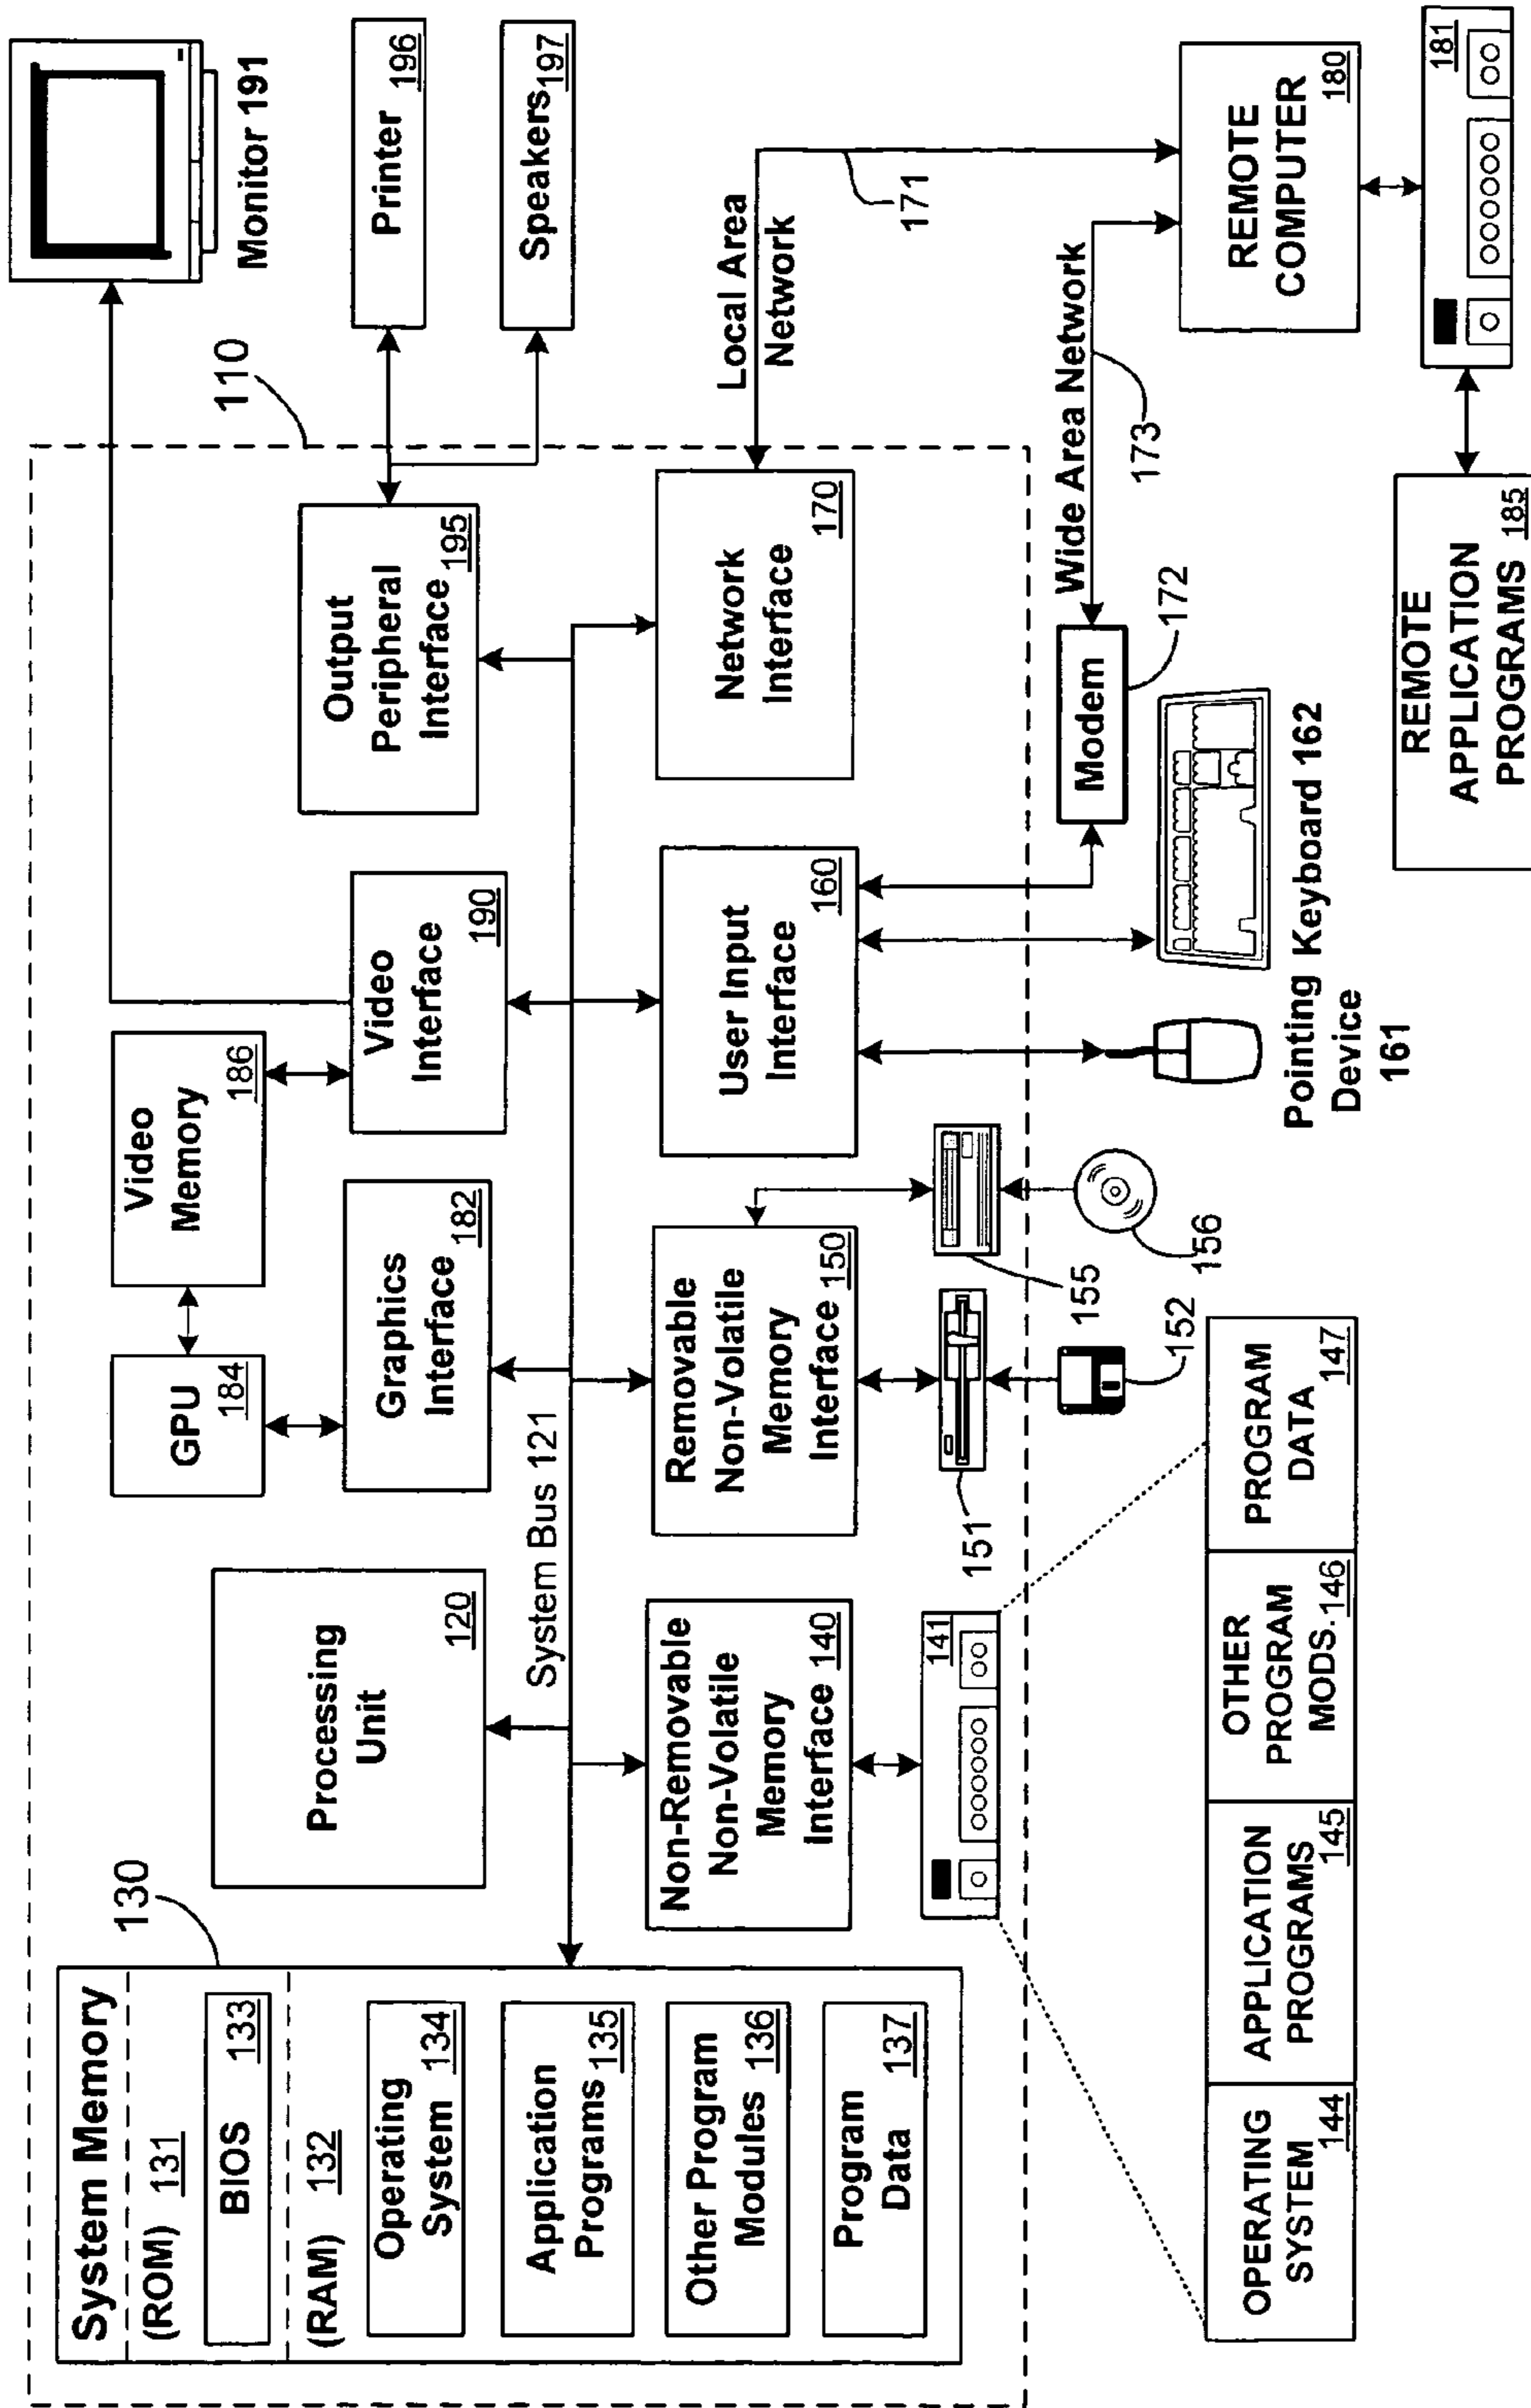 System Memory
(ROM) 131
BIOS 133
(RAM) 132
Operating
System 134
Application
Programs 135
Other Program
Modules 136
Program
Data 137
130
Processing
Unit
120
System Bus 121
GPU
184
Video
Memory
186
Graphics
Interface
182
Video
Interface
190
Output
Peripheral
Interface 195
110
Monitor 191
Printer
196
Speakers 197
Non-Removable
Non-Volatile
Memory
Interface 140
Removable
Non-Volatile
Memory
Interface 150
User Input
Interface
160
Network
Interface
170
Local Area
Network
171
Wide Area Network
173
Modem
172
141
151
152
155
156
Pointing
Device
161
Keyboard 162
REMOTE
COMPUTER
180
181
REMOTE
APPLICATION
PROGRAMS 185
OPERATING
SYSTEM 144
APPLICATION
PROGRAMS
145
OTHER
PROGRAM
MODS. 146
PROGRAM
DATA
147